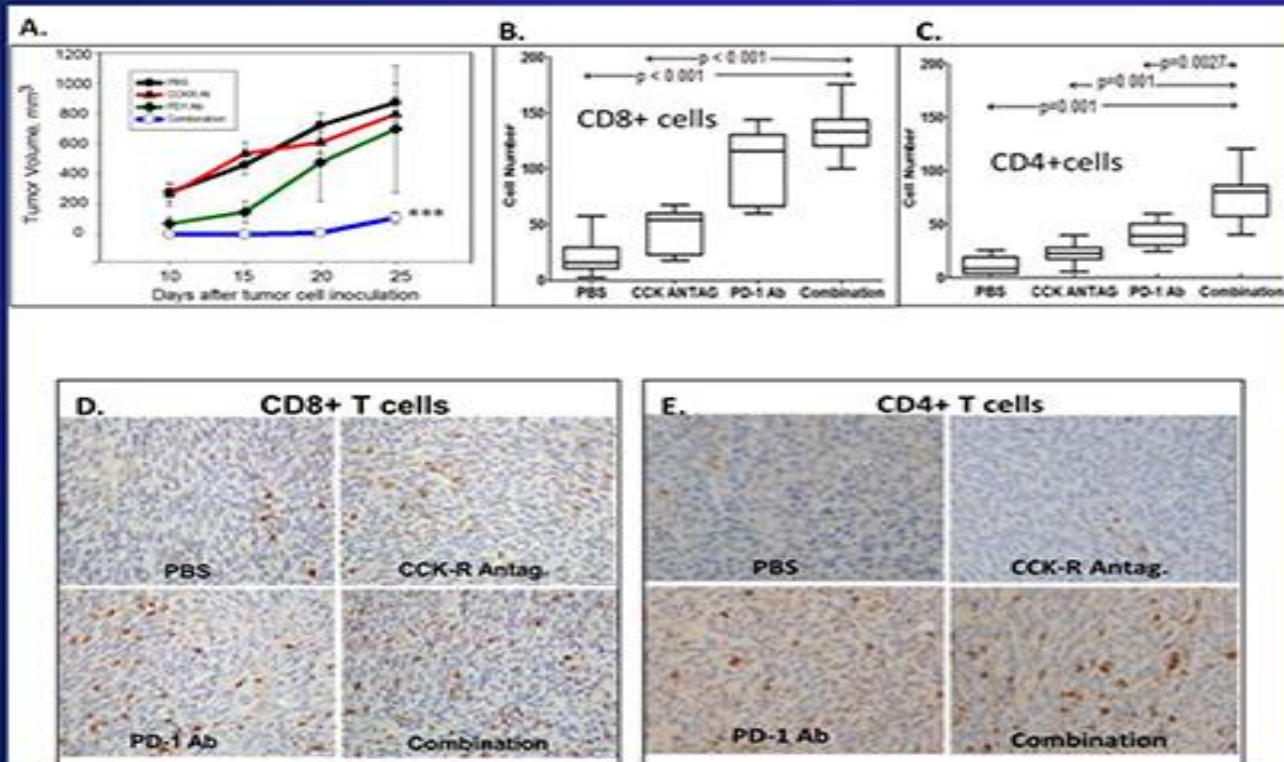 A.
1200
1000
800
600
400
200
0
Tumor Volume, mm³
PBS
CCKR Ab
PD1 Ab
Combination
***
10 15 20 25
Days after tumor cell inoculation
B.
200
150
100
50
0
Cell Number
p < 0.001
p < 0.001
CD8+ cells
PBS CCK ANTAG PD-1 Ab Combination
C.
200
150
100
50
0
Cell Number
p=0.0027
p=0.001
p=0.001
CD4+cells
PBS CCK ANTAG PD-1 Ab Combination
D. CD8+ T cells
PBS CCK-R Antag.
PD-1 Ab Combination
E. CD4+ T cells
PBS CCK-R Antag.
PD-1 Ab Combination